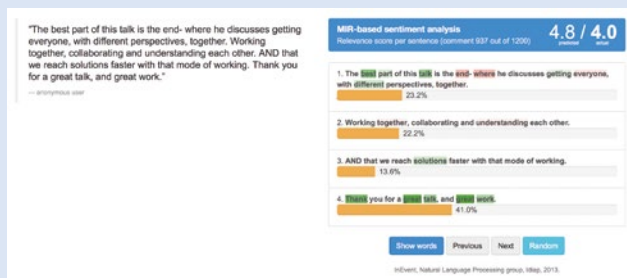 "The best part of this talk is the end- where he discusses getting
everyone, with different perspectives, together. Working
together, collaborating and understanding each other. AND that
we reach solutions faster with that mode of working. Thank you
for a great talk, and great work."
— anonymous user
MIR-based sentiment analysis
Relevance score per sentence (comment 937 out of 1200)
4.8 / 4.0
predicted actual
1. The best part of this talk is the end- where he discusses getting everyone,
with different perspectives, together.
23.2%
2. Working together, collaborating and understanding each other.
22.2%
3. AND that we reach solutions faster with that mode of working.
13.6%
4. Thank you for a great talk, and great work.
41.0%
Show words Previous Next Random
InEvent, Natural Language Processing group, Idiap, 2013.